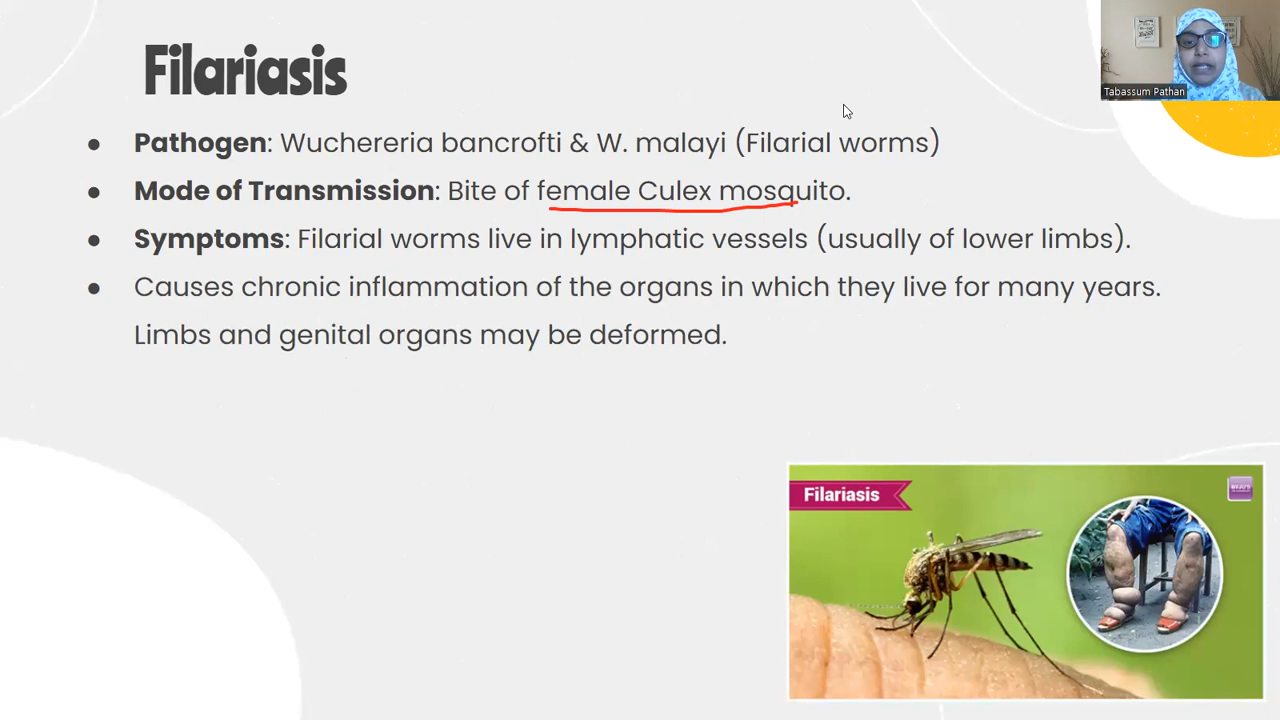 Filariasis
Tabassum Pathan
● Pathogen: Wuchereria bancrofti & W. malayi (Filarial worms)
● Mode of Transmission: Bite of female Culex mosquito.
● Symptoms: Filarial worms live in lymphatic vessels (usually of lower limbs).
● Causes chronic inflammation of the organs in which they live for many years.
Limbs and genital organs may be deformed.
Filariasis
BYJU'S